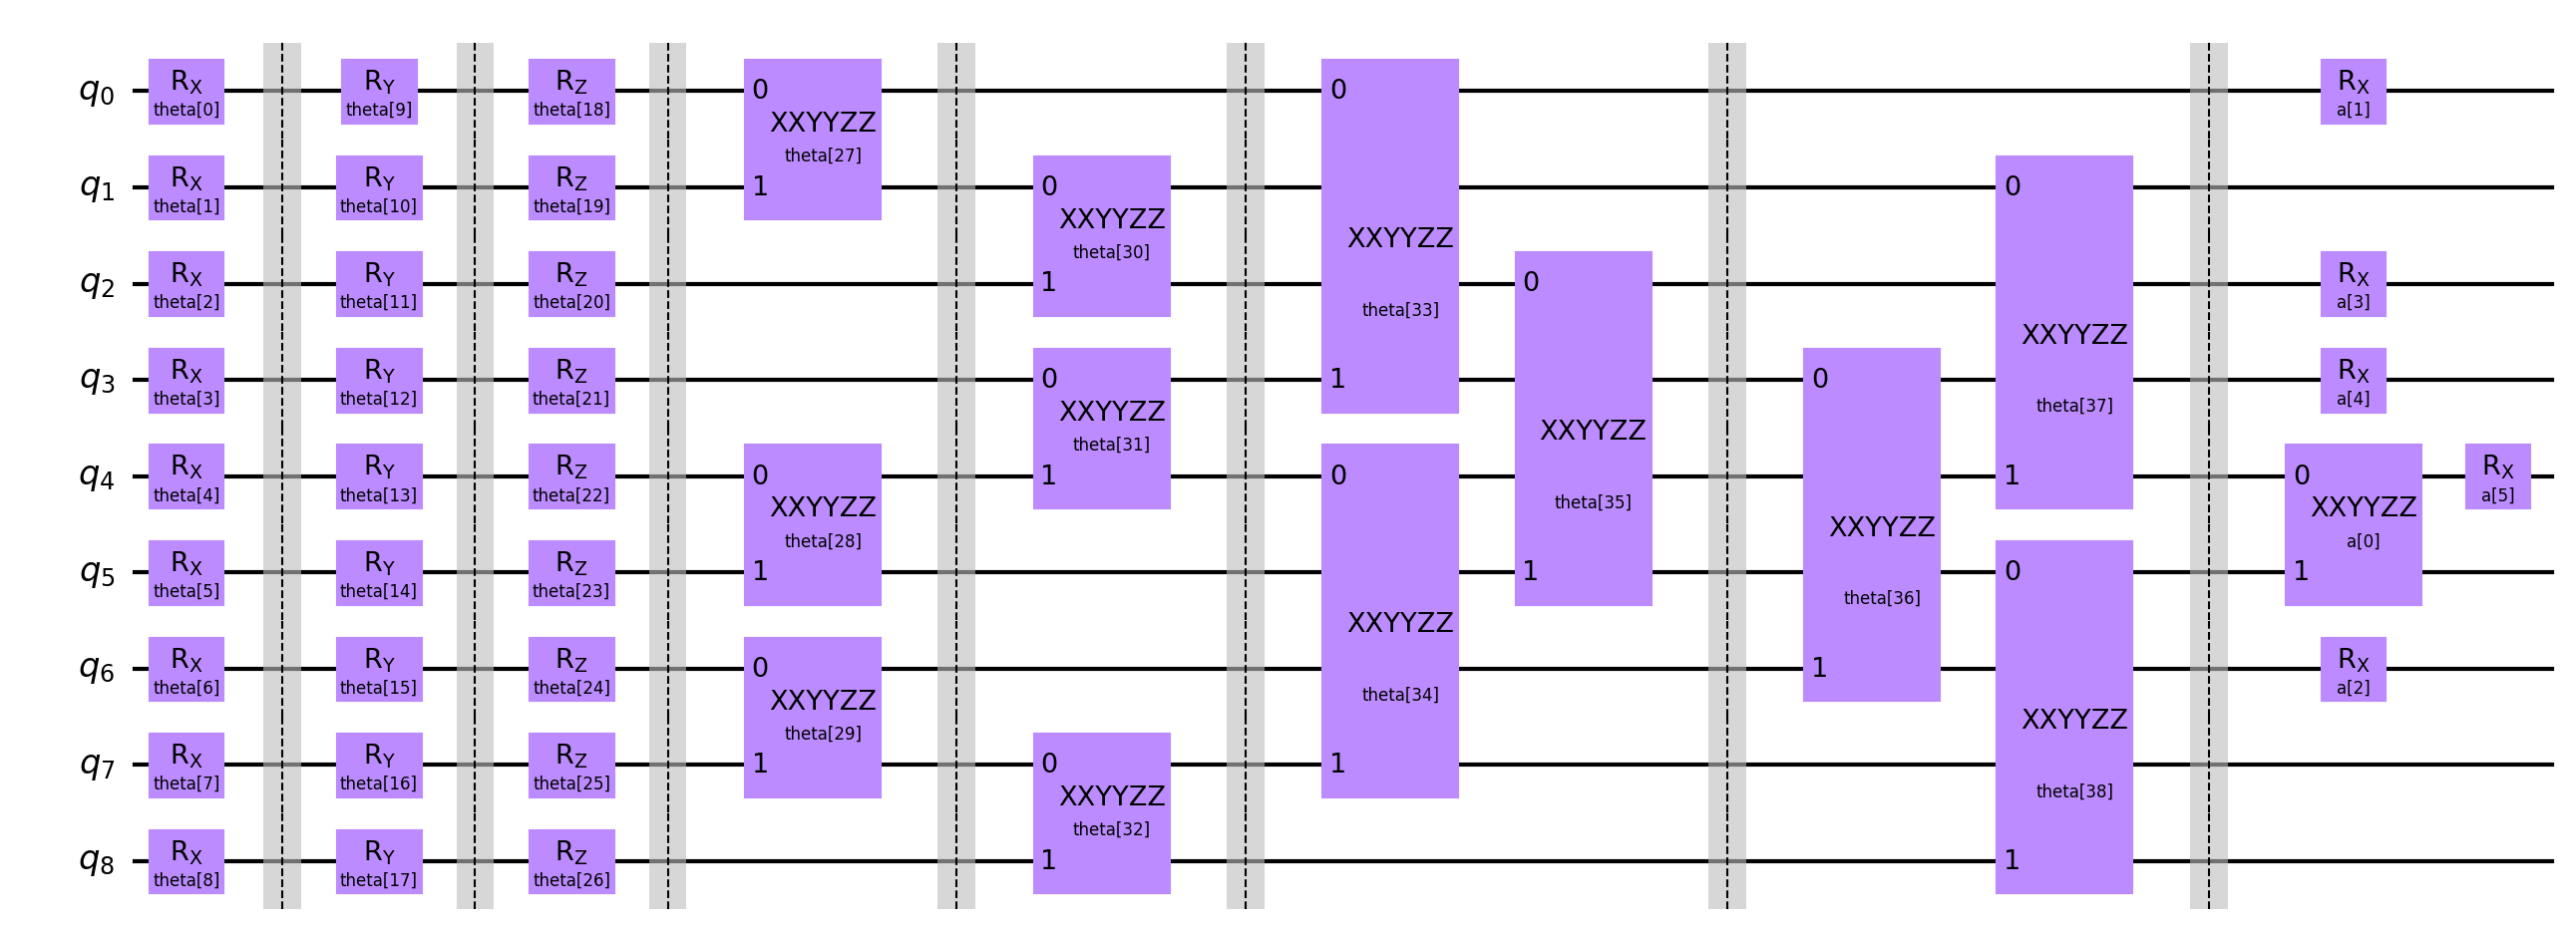 q0 RX theta[0] RY theta[9] RZ theta[18] 0 XXYYZZ theta[27] 0 XXYYZZ theta[33] RX a[1]
q1 RX theta[1] RY theta[10] RZ theta[19] 1 0 XXYYZZ theta[30] 0 XXYYZZ theta[37]
q2 RX theta[2] RY theta[11] RZ theta[20] 1 0 XXYYZZ theta[35] RX a[3]
q3 RX theta[3] RY theta[12] RZ theta[21] 0 XXYYZZ theta[31] 1 0 XXYYZZ theta[36] RX a[4]
q4 RX theta[4] RY theta[13] RZ theta[22] 0 XXYYZZ theta[28] 1 0 XXYYZZ theta[34] 1 0 XXYYZZ a[0] RX a[5]
q5 RX theta[5] RY theta[14] RZ theta[23] 1 1 0 XXYYZZ theta[38] 1
q6 RX theta[6] RY theta[15] RZ theta[24] 0 XXYYZZ theta[29] 1 RX a[2]
q7 RX theta[7] RY theta[16] RZ theta[25] 1 0 XXYYZZ theta[32] 1
q8 RX theta[8] RY theta[17] RZ theta[26] 1 1